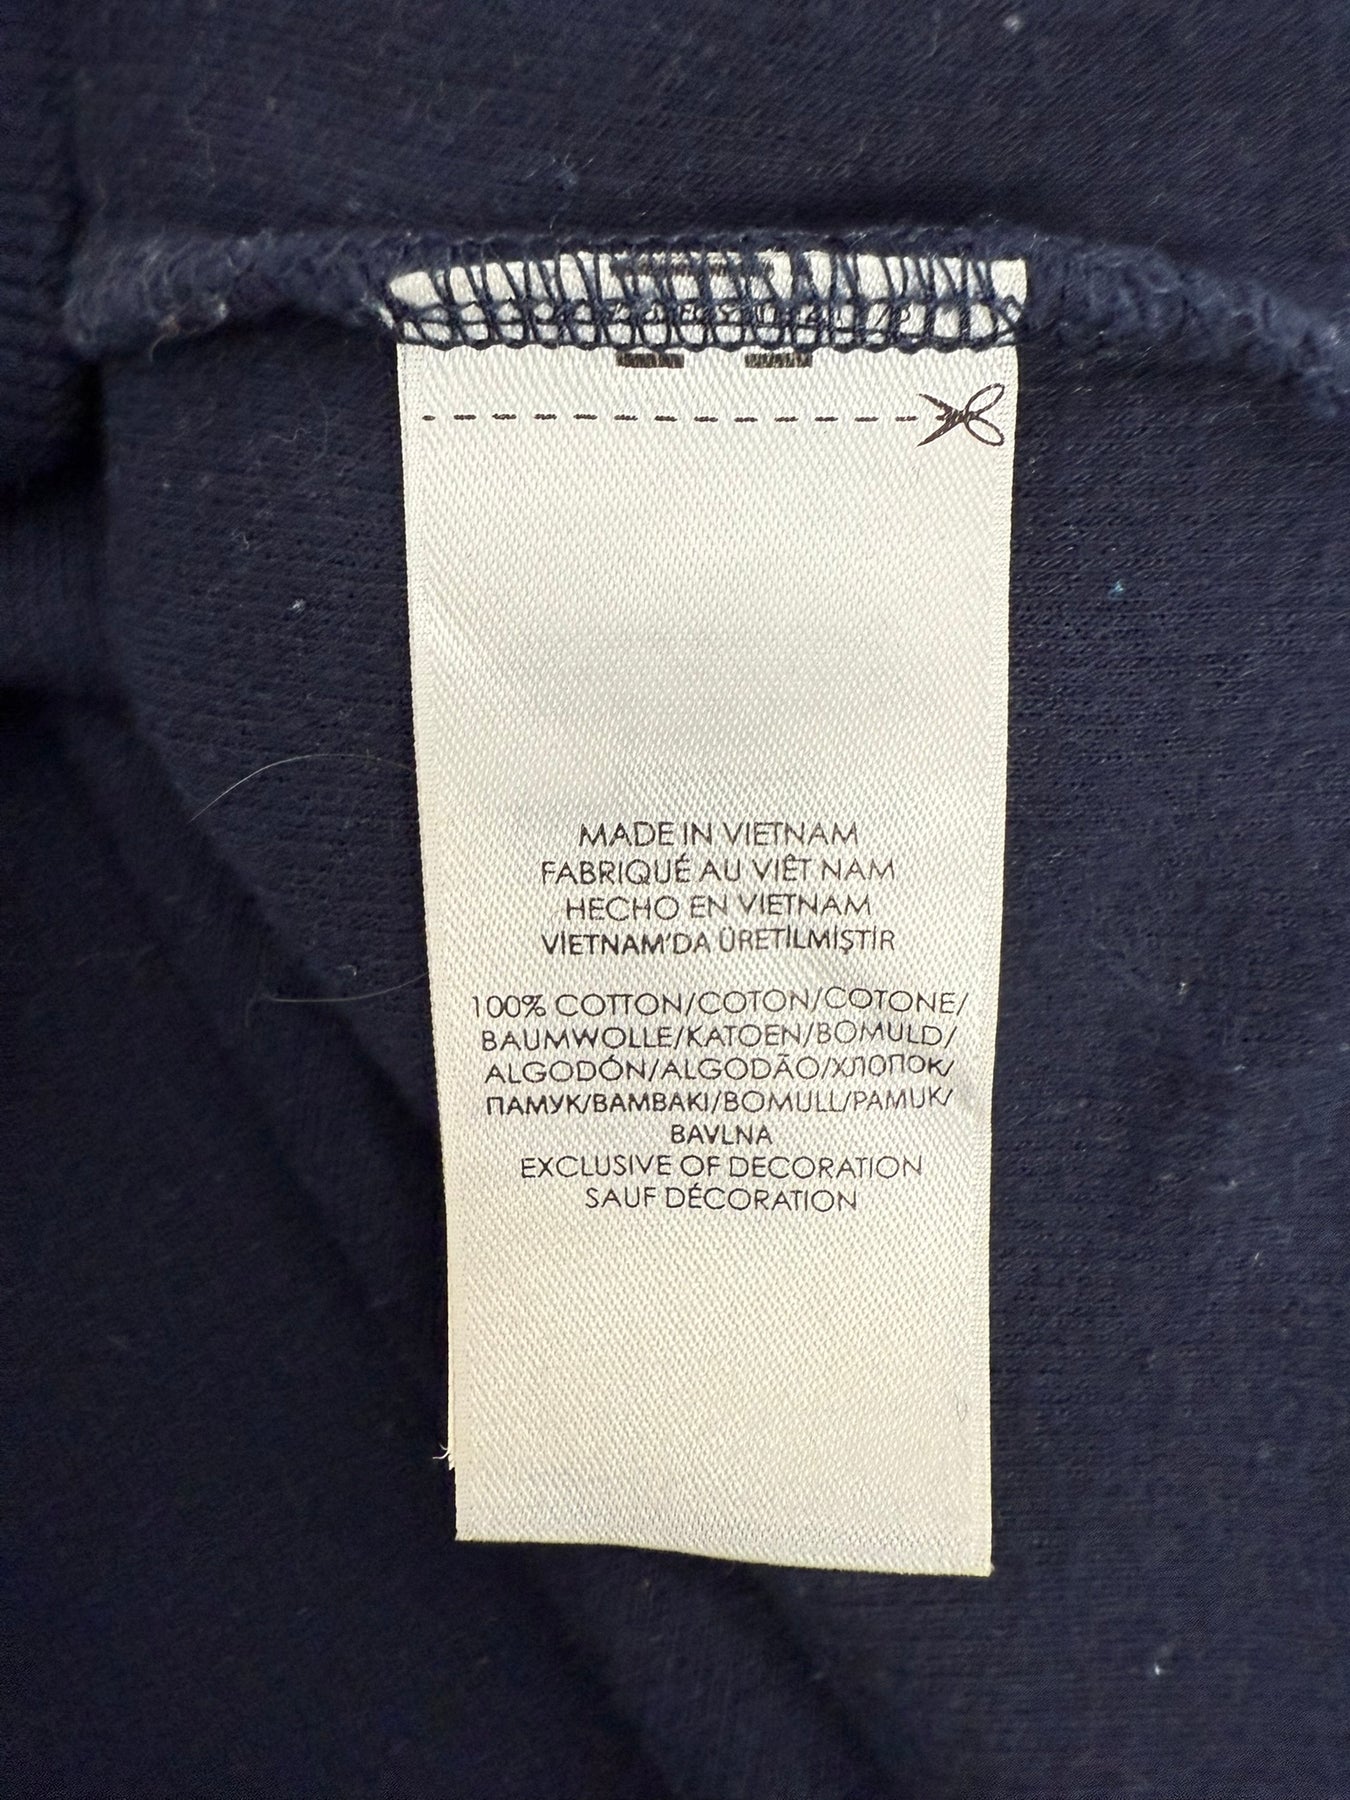 MADE IN VIETNAM
FABRIQUÉ AU VIÊT NAM
HECHO EN VIETNAM
VİETNAM'DA ÜRETİLMİŞTİR
100% COTTON/COTON/COTONE/
BAUMWOLLE/KATOEN/BOMULD/
ALGODÓN/ALGODÃO/ХЛОПОК/
ПАМУК/BAMBAKI/BOMULL/PAMUK/
BAVLNA
EXCLUSIVE OF DECORATION
SAUF DÉCORATION